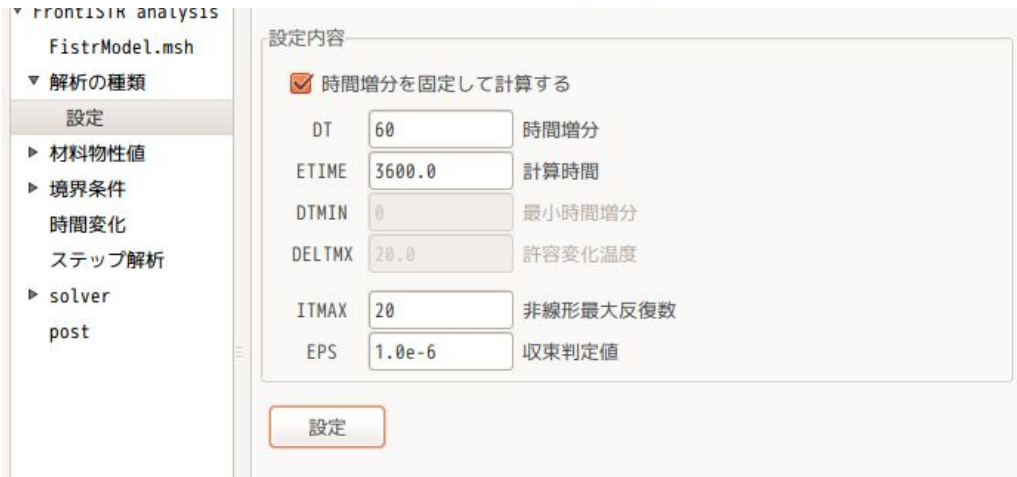 FrontISTR analysis
FistrModel.msh
解析の種類
設定
材料物性値
境界条件
時間変化
ステップ解析
solver
post
設定内容
時間増分を固定して計算する
DT 60 時間増分
ETIME 3600.0 計算時間
DTMIN 0 最小時間増分
DELTMX 20.0 許容変化温度
ITMAX 20 非線形最大反復数
EPS 1.0e-6 収束判定値
設定